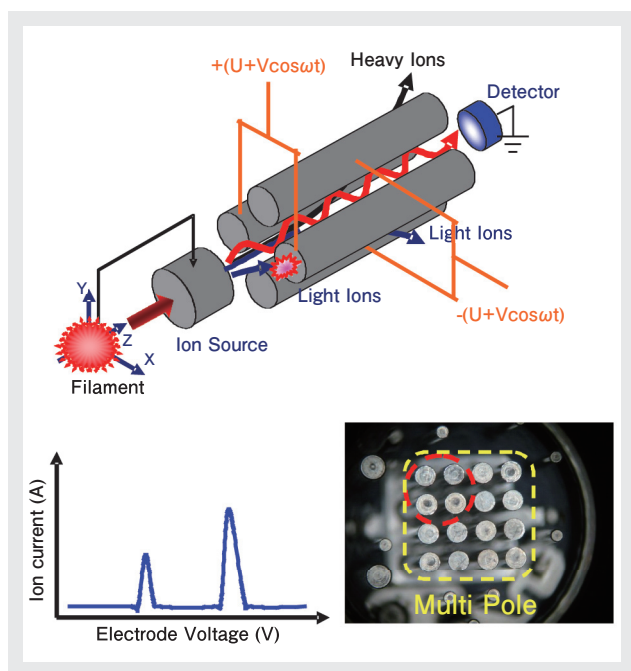 +(U+Vcosωt)
Heavy Ions
Detector
Light Ions
Light Ions
-(U+Vcosωt)
Y
Z
X
Ion Source
Filament
Ion current (A)
Electrode Voltage (V)
Multi Pole